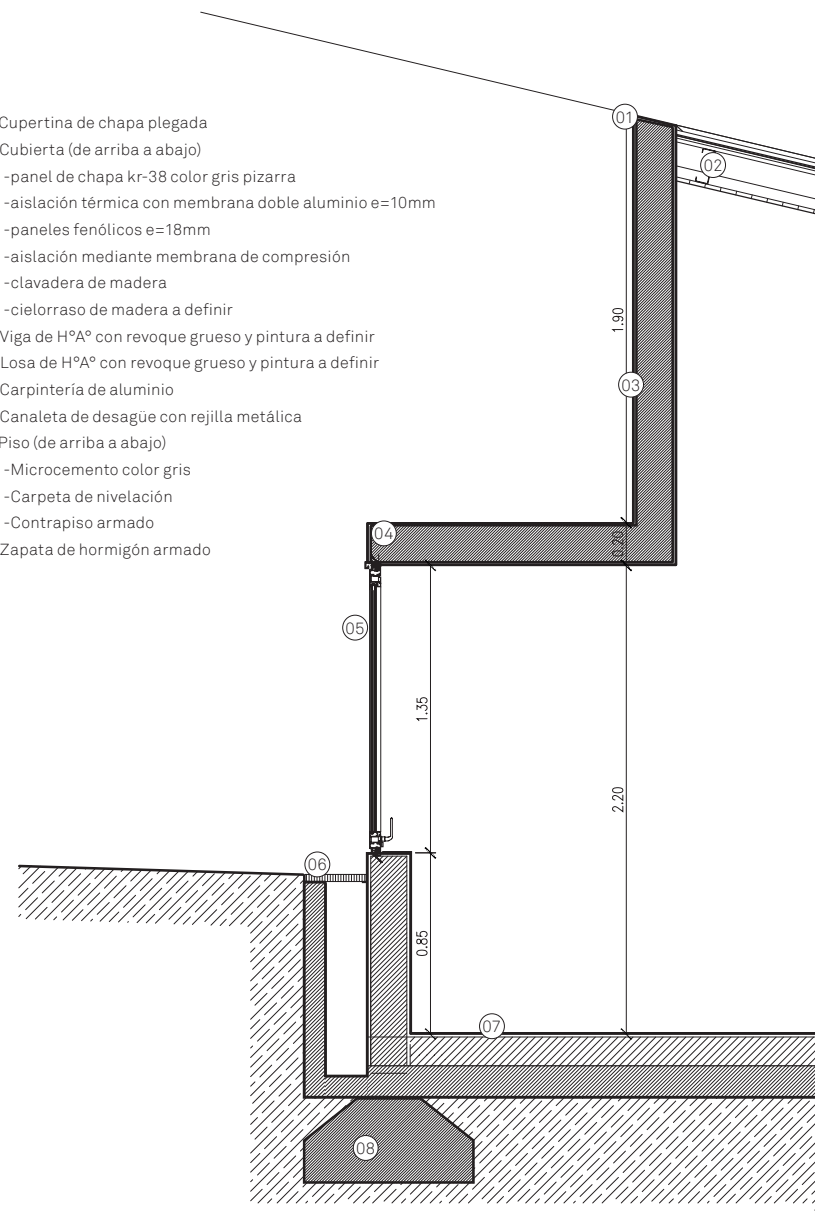 Cupertina de chapa plegada
Cubierta (de arriba a abajo)
-panel de chapa kr-38 color gris pizarra
-aislación térmica con membrana doble aluminio e=10mm
-paneles fenólicos e=18mm
-aislación mediante membrana de compresión
-clavadera de madera
-cielorraso de madera a definir
Viga de HºAº con revoque grueso y pintura a definir
Losa de HºAº con revoque grueso y pintura a definir
Carpintería de aluminio
Canaleta de desagüe con rejilla metálica
Piso (de arriba a abajo)
-Microcemento color gris
-Carpeta de nivelación
-Contrapiso armado
Zapata de hormigón armado
01
02
1.90
03
04
0.20
05
1.35
2.20
06
0.85
07
08